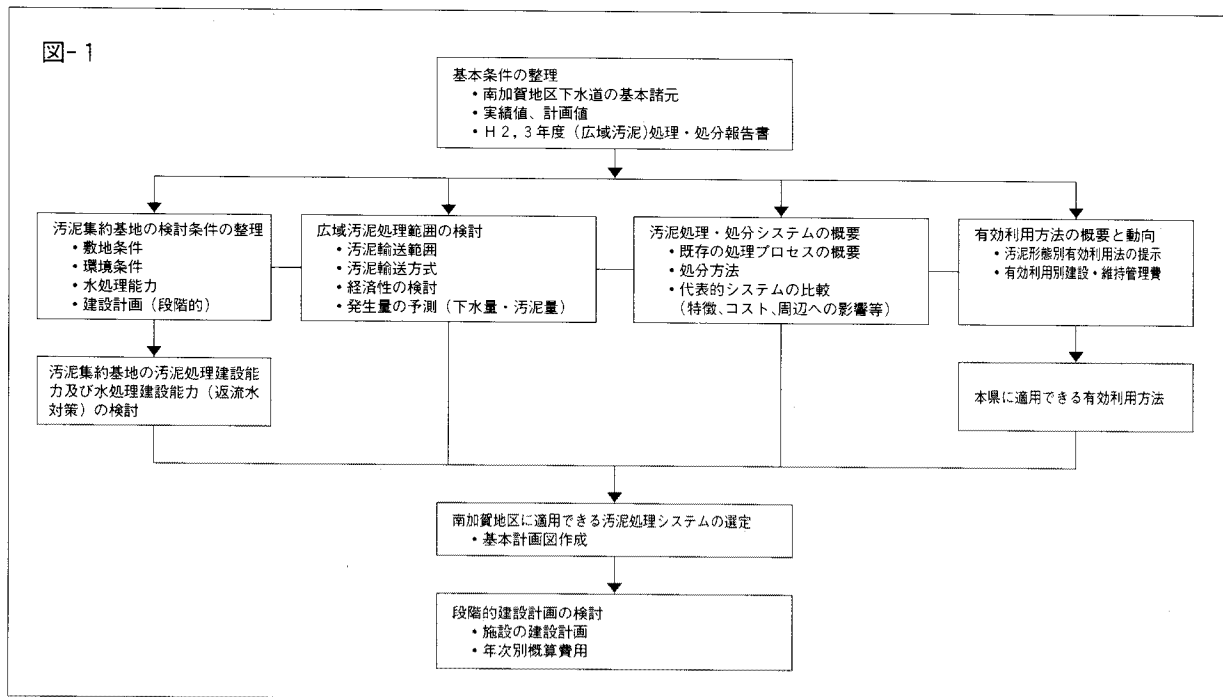 図-1
基本条件の整理
・南加賀地区下水道の基本諸元
・実績値、計画値
・H2,3年度(広域汚泥)処理・処分報告書
汚泥集約基地の検討条件の整理
・敷地条件
・環境条件
・水処理能力
・建設計画(段階的)
広域汚泥処理範囲の検討
・汚泥輸送範囲
・汚泥輸送方式
・経済性の検討
・発生量の予測(下水量・汚泥量)
汚泥処理・処分システムの概要
・既存の処理プロセスの概要
・処分方法
・代表的システムの比較
(特徴、コスト、周辺への影響等)
有効利用方法の概要と動向
・汚泥形態別有効利用法の提示
・有効利用別建設・維持管理費
汚泥集約基地の汚泥処理建設能
力及び水処理建設能力(返流水
対策)の検討
本県に適用できる有効利用方法
南加賀地区に適用できる汚泥処理システムの選定
・基本計画図作成
段階的建設計画の検討
・施設の建設計画
・年次別概算費用